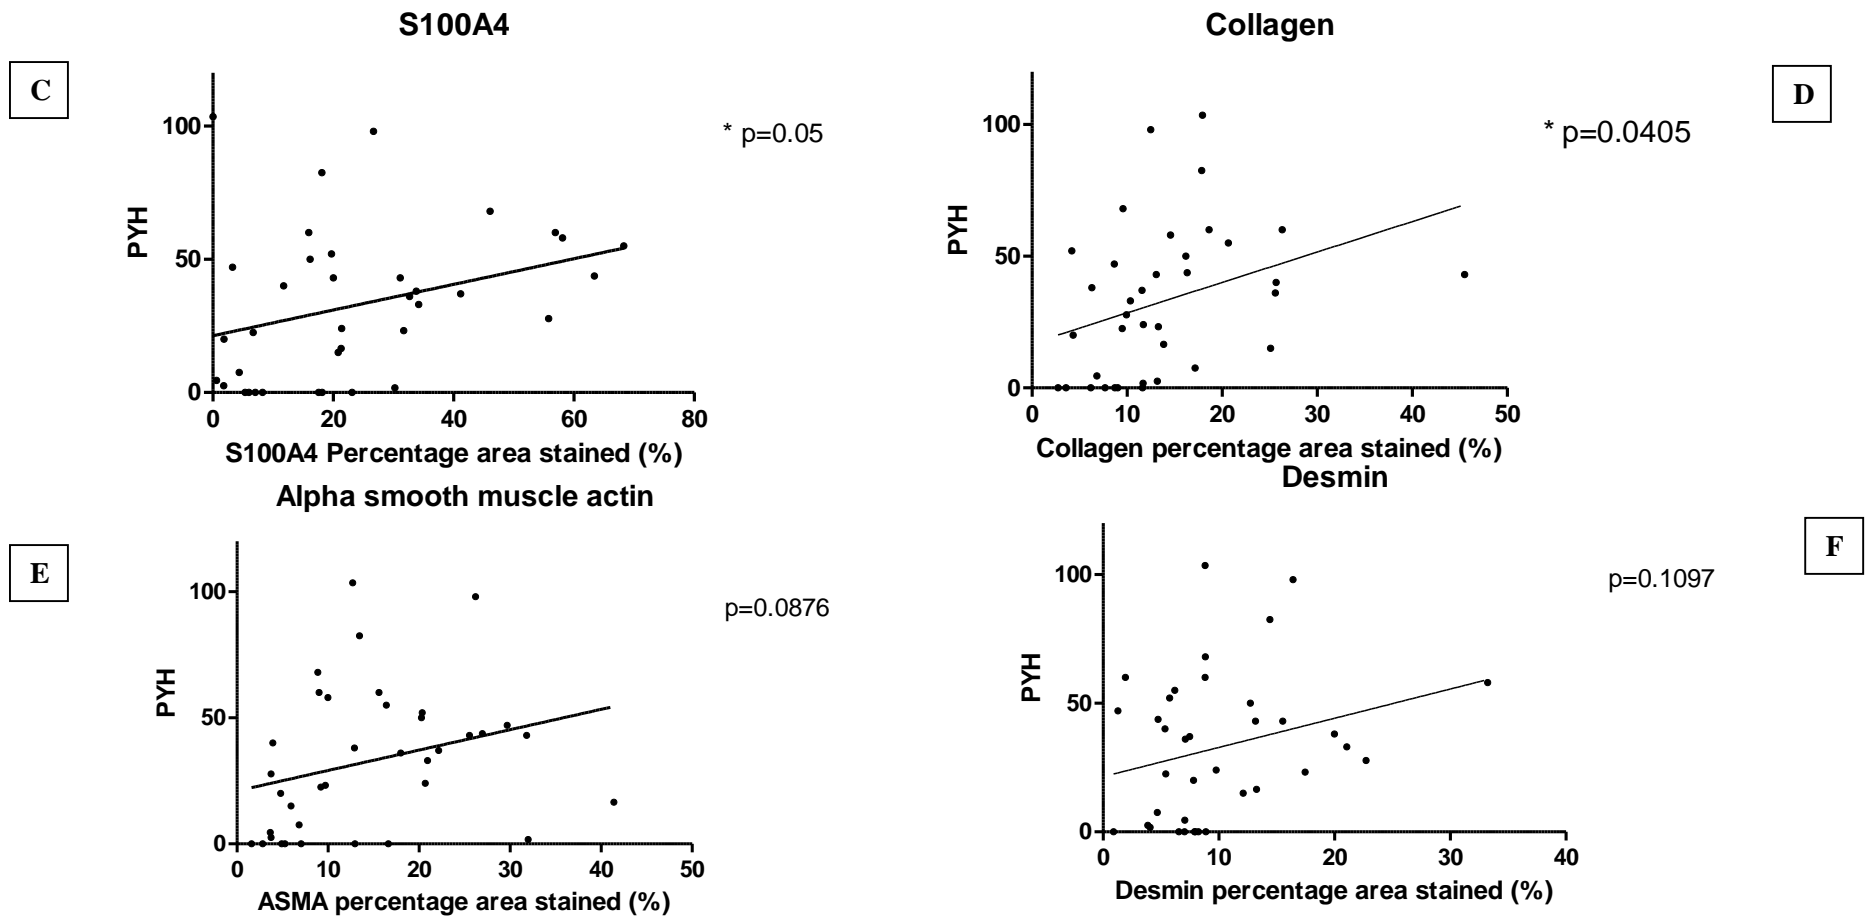 S100A4
C
100
50
0
PYH
* p=0.05
0 20 40 60 80
S100A4 Percentage area stained (%)
Collagen
D
100
50
0
PYH
* p=0.0405
0 10 20 30 40 50
Collagen percentage area stained (%)
Alpha smooth muscle actin
E
100
50
0
PYH
p=0.0876
0 10 20 30 40 50
ASMA percentage area stained (%)
Desmin
F
100
50
0
PYH
p=0.1097
0 10 20 30 40
Desmin percentage area stained (%)